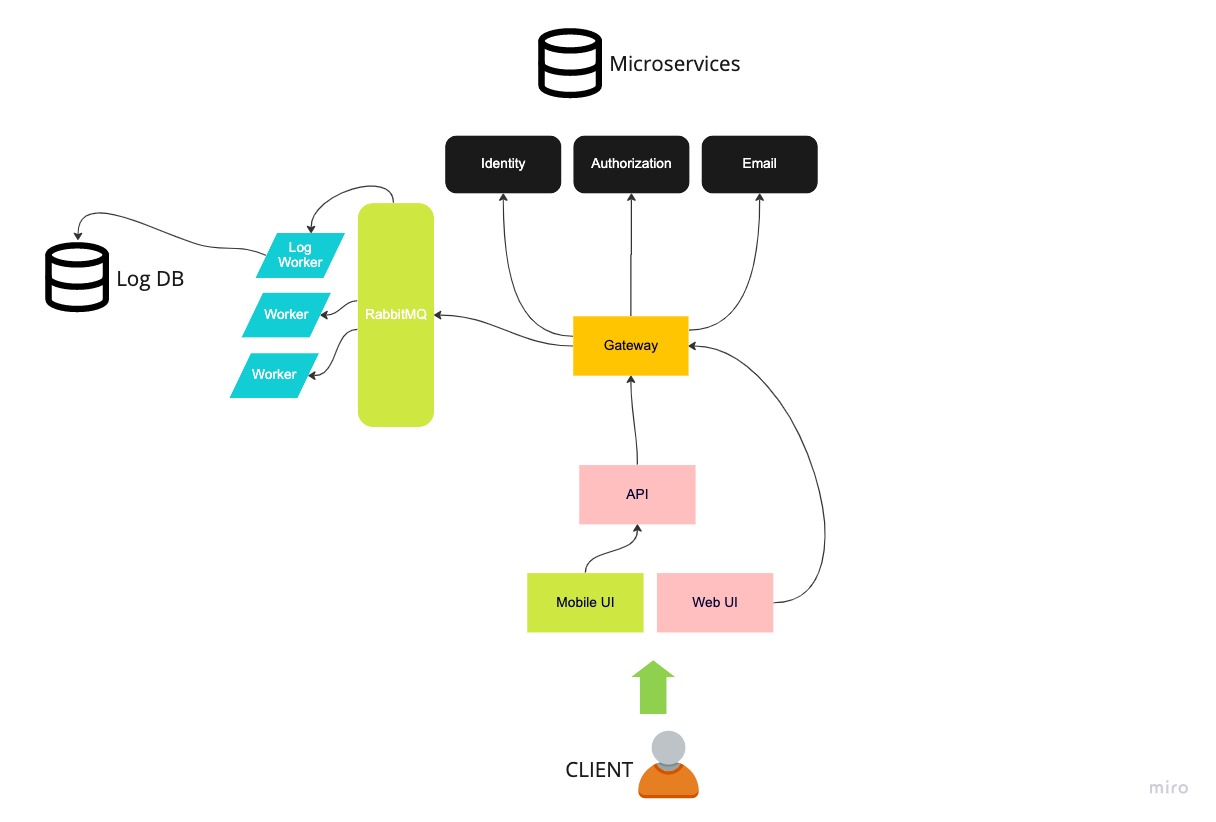 Microservices
Identity
Authorization
Email
Log
Worker
Log DB
Worker
RabbitMQ
Worker
Gateway
API
Mobile UI
Web UI
CLIENT
miro